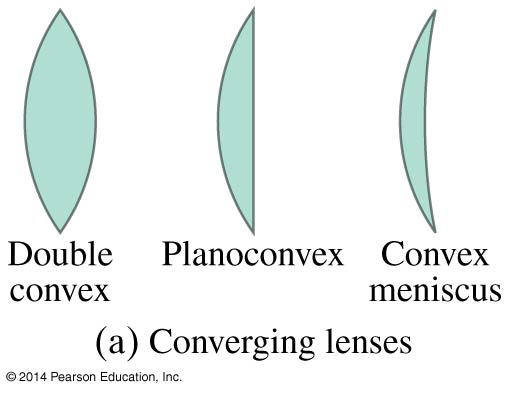 Double
convex
Planoconvex
Convex
meniscus
(a) Converging lenses
© 2014 Pearson Education, Inc.